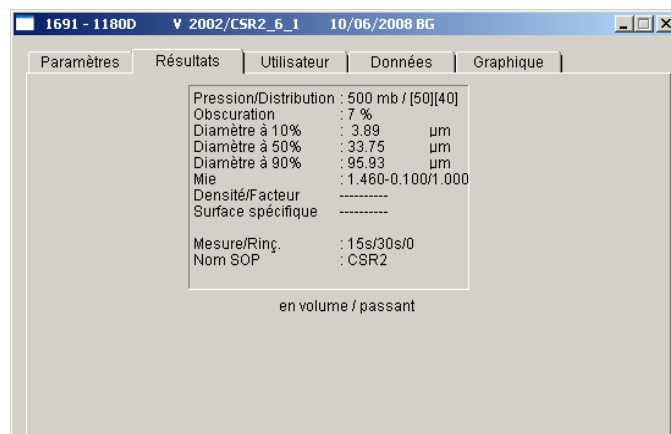 1691 - 1180D V 2002/CSR2_6_1 10/06/2008 BG
Paramètres Résultats Utilisateur Données Graphique
Pression/Distribution : 500 mb / [50][40]
Obscuration : 7 %
Diamètre à 10% : 3.89 µm
Diamètre à 50% : 33.75 µm
Diamètre à 90% : 95.93 µm
Mie : 1.460-0.100/1.000
Densité/Facteur ----------
Surface spécifique ----------
Mesure/Rinç. : 15s/30s/0
Nom SOP : CSR2
en volume / passant